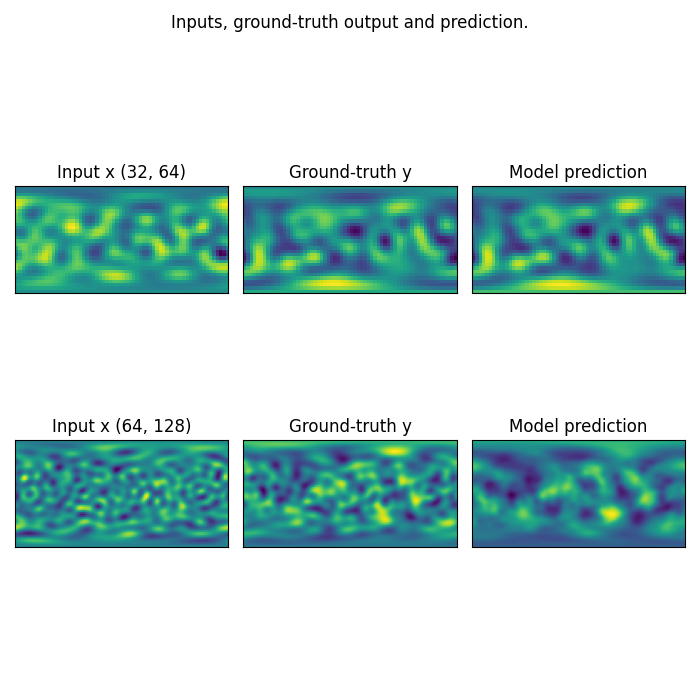 Inputs, ground-truth output and prediction.
Input x (32, 64)
Ground-truth y
Model prediction
Input x (64, 128)
Ground-truth y
Model prediction